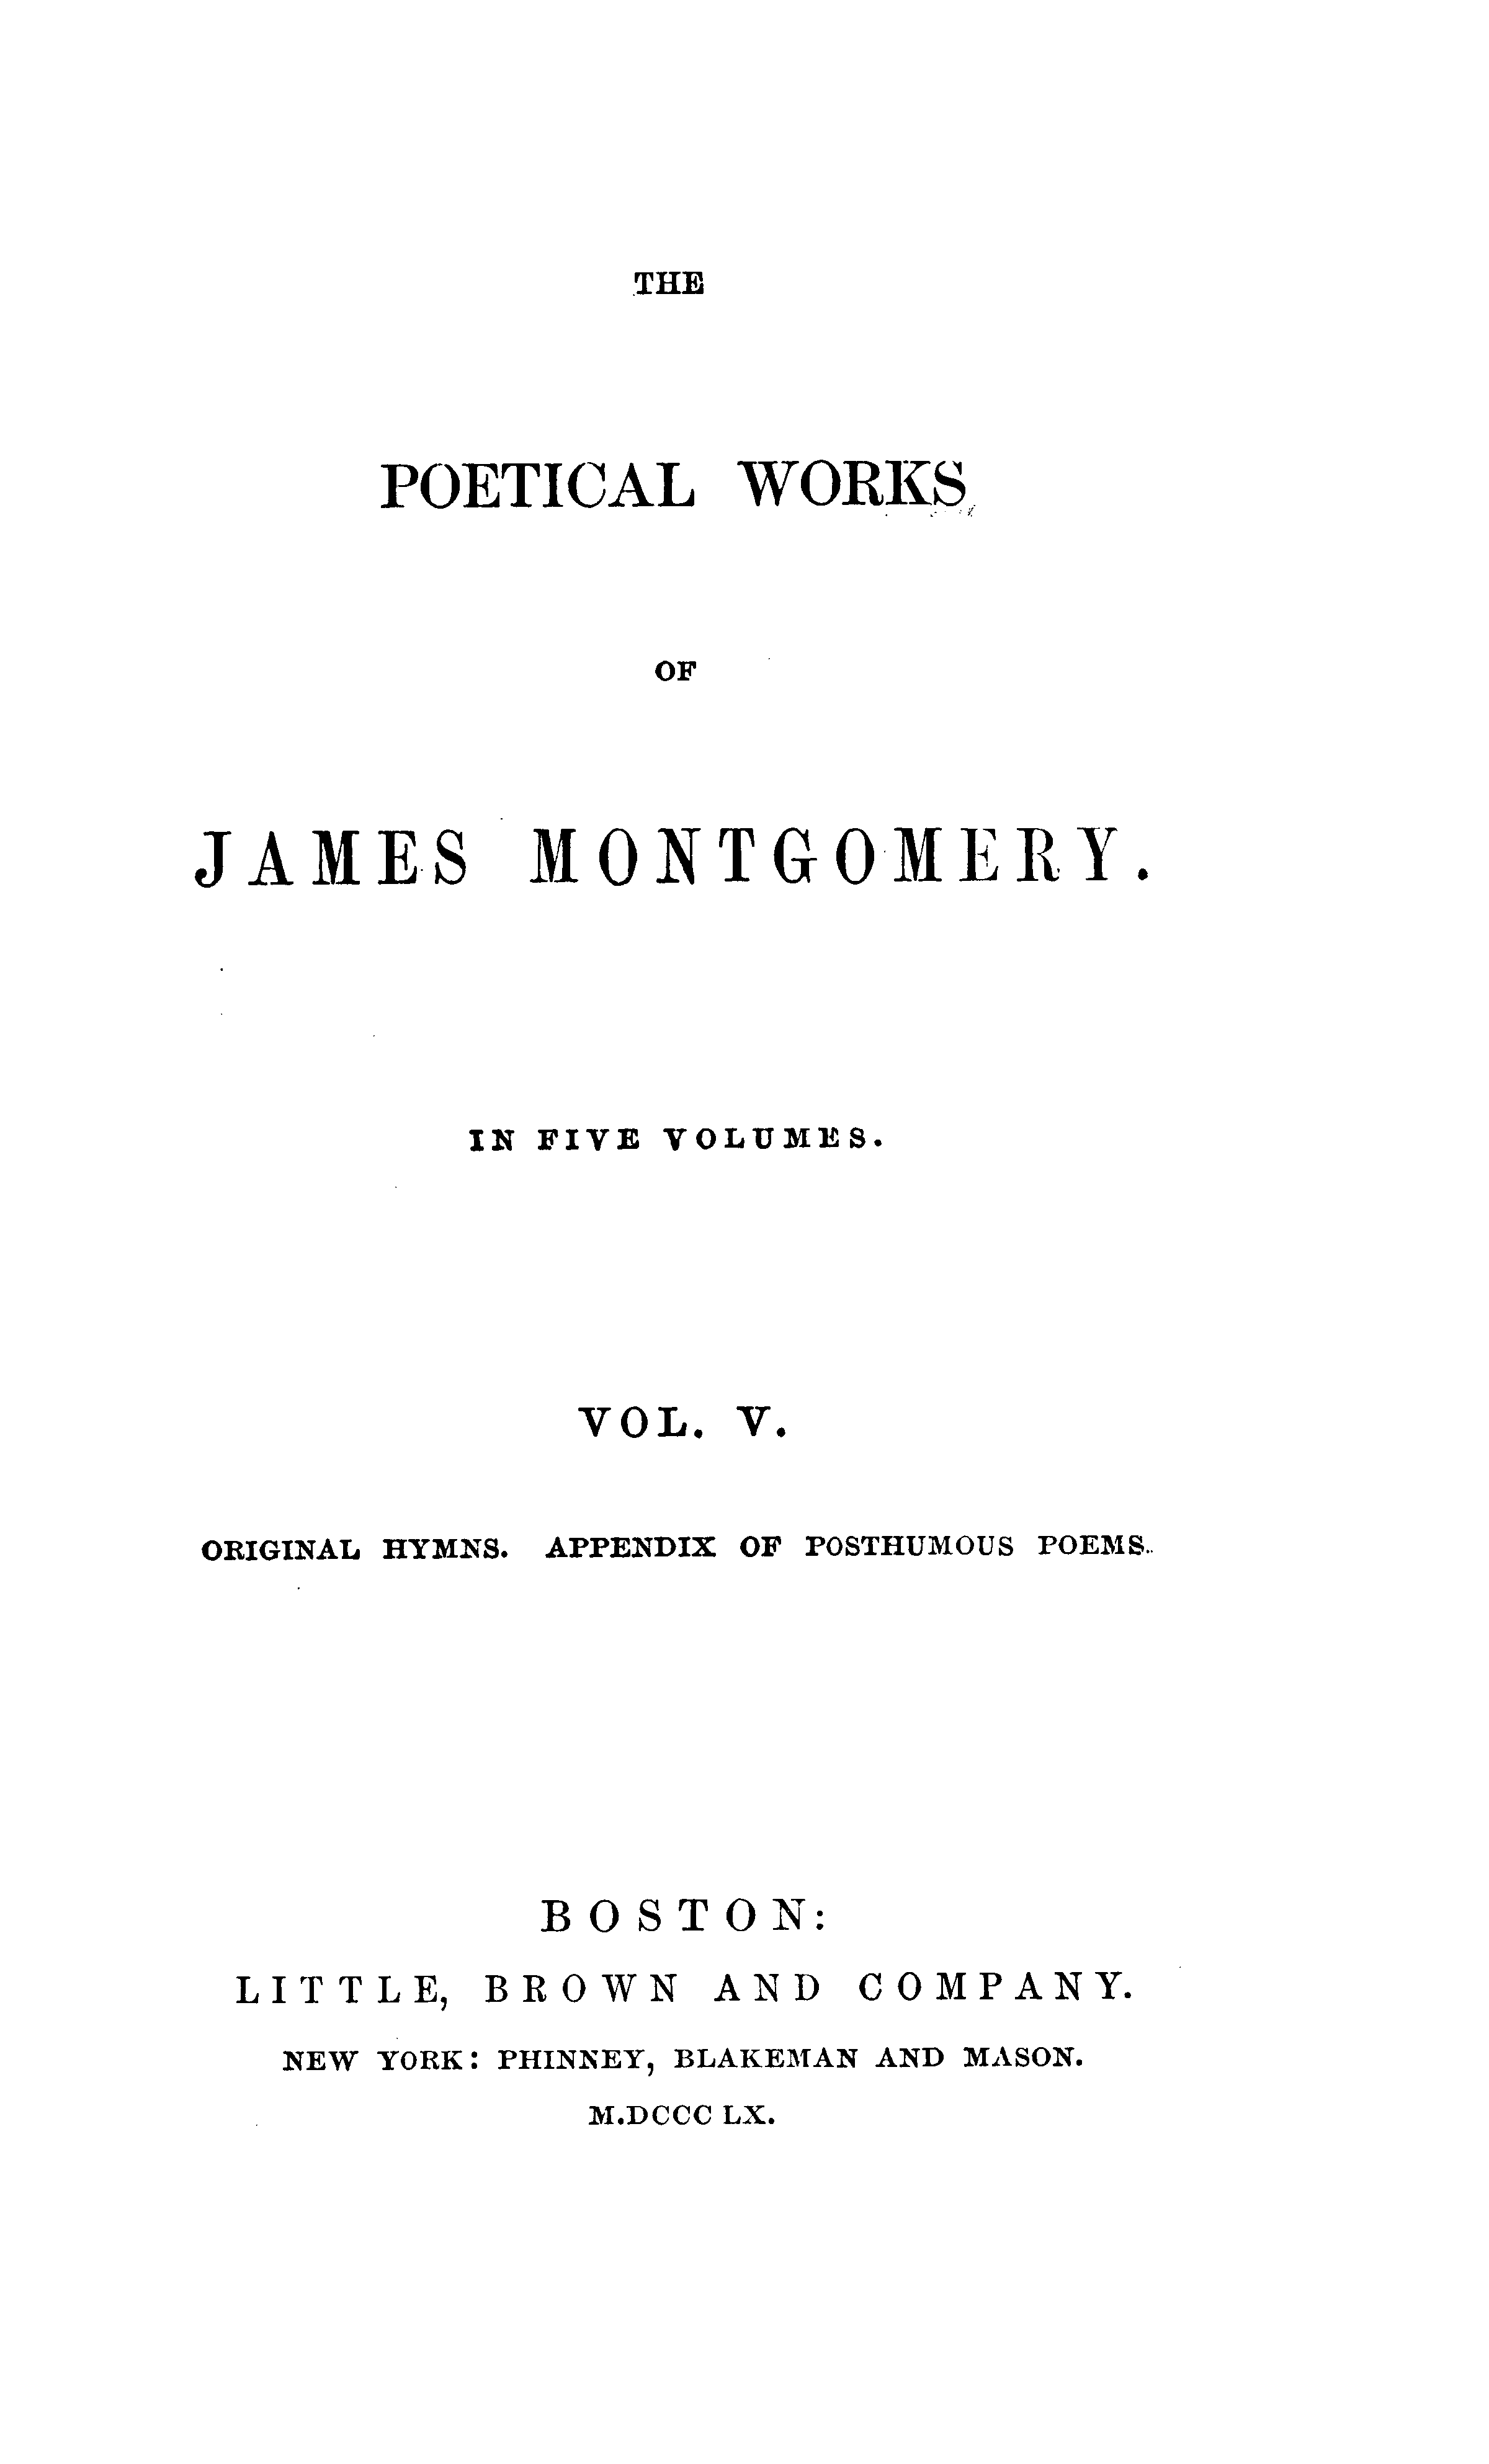 THE
POETICAL WORKS
OF
JAMES MONTGOMERY.
IN FIVE VOLUMES.
VOL. V.
ORIGINAL HYMNS. APPENDIX OF POSTHUMOUS POEMS.
BOSTON:
LITTLE, BROWN AND COMPANY.
NEW YORK: PHINNEY, BLAKEMAN AND MASON.
M.DCCC LX.